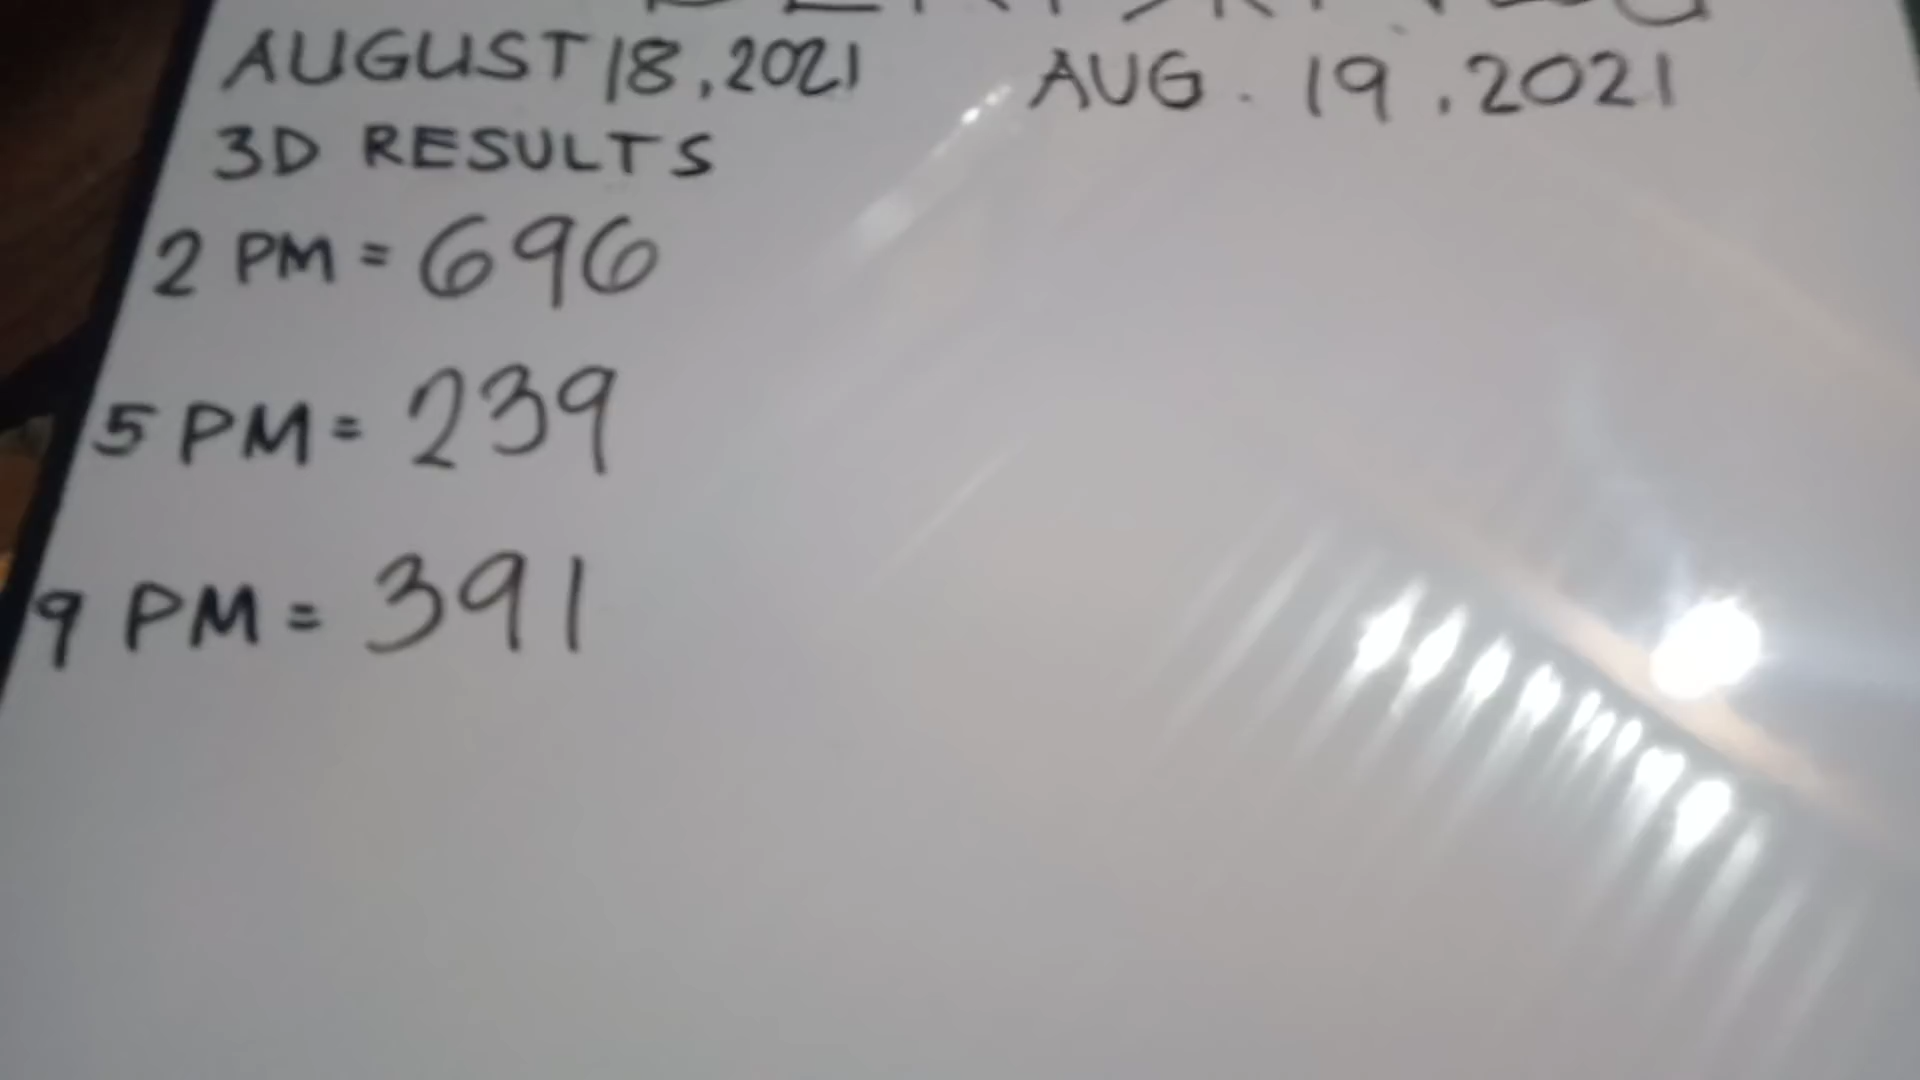 AUGUST 18, 2021
3D RESULTS
2 PM = 696
5 PM = 239
9 PM = 391
AUG. 19, 2021